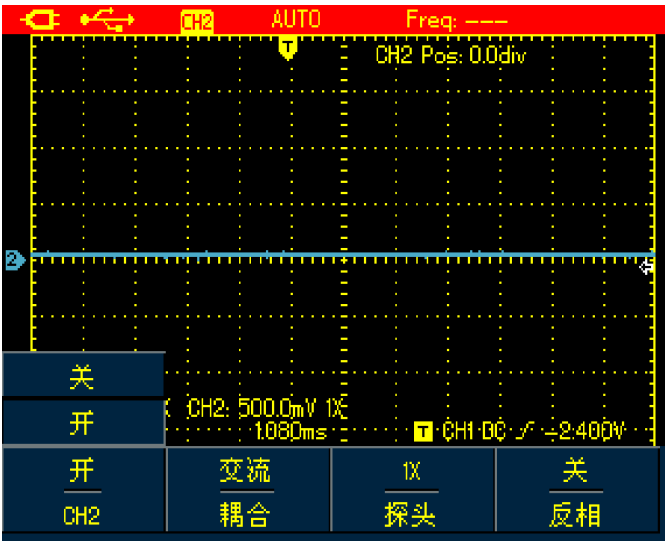 CH2 AUTO Freq: ---
T
CH2 Pos: 0.0div
2
关
CH2: 500.0mV 1X
开
1.080ms T CH1 DC -2.400V
开 交流 1X 关
CH2 耦合 探头 反相